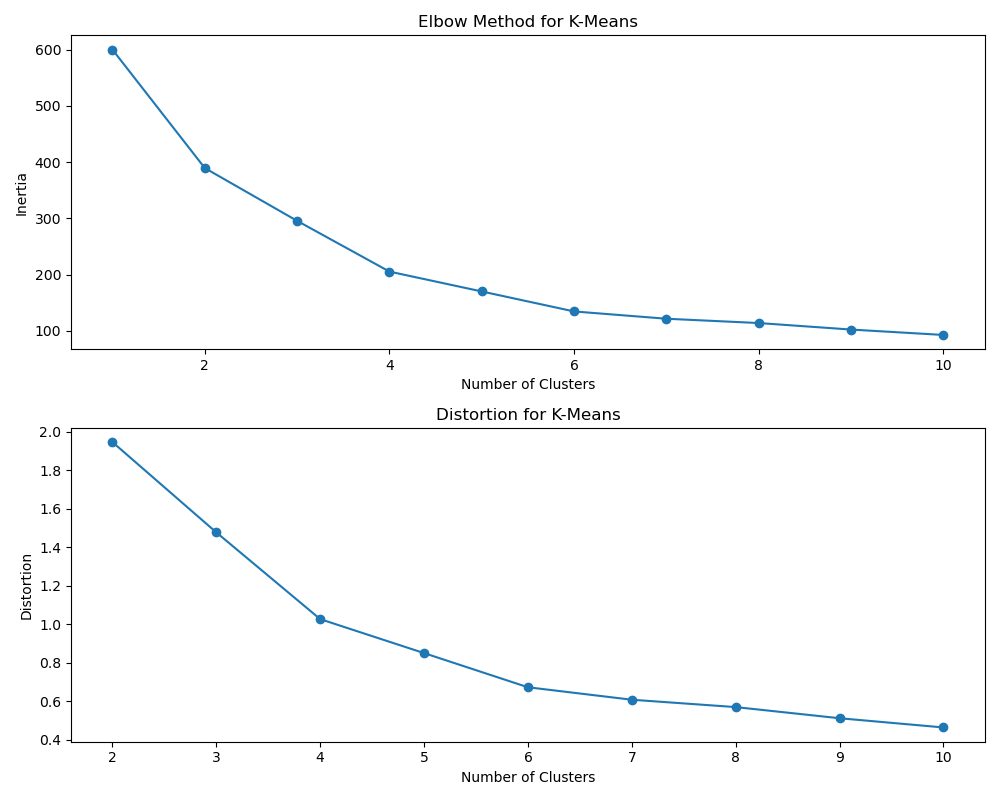 Elbow Method for K-Means
600
500
400
300
200
100
Inertia
2 4 6 8 10
Number of Clusters
Distortion for K-Means
2.0
1.8
1.6
1.4
1.2
1.0
0.8
0.6
0.4
Distortion
2 3 4 5 6 7 8 9 10
Number of Clusters